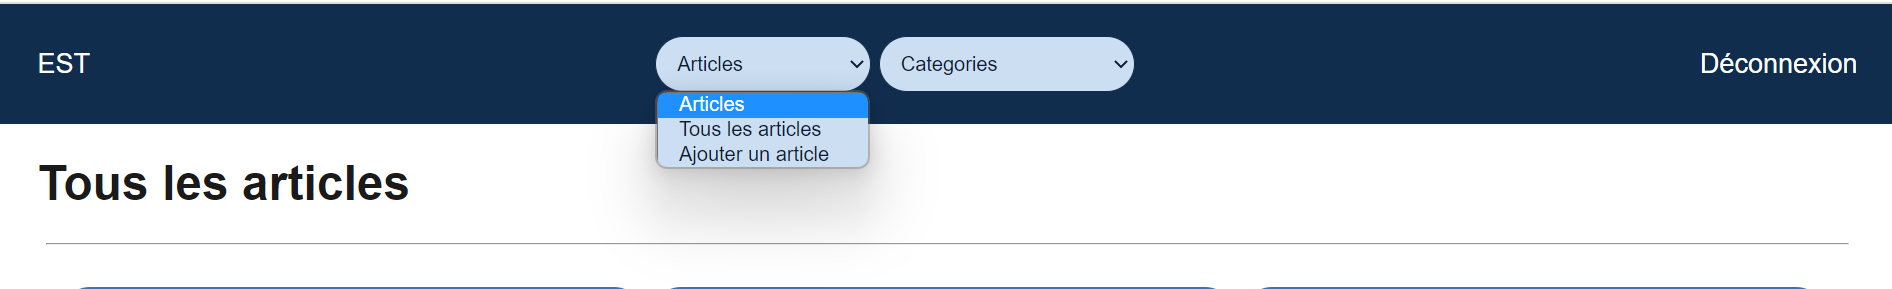 EST
Articles
Categories
Déconnexion
Articles
Tous les articles
Ajouter un article
Tous les articles